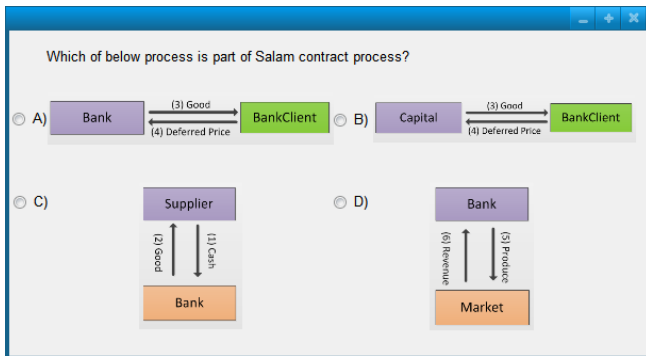 Which of below process is part of Salam contract process?
A)
Bank
(3) Good
(4) Deferred Price
BankClient
B)
Capital
(3) Good
(4) Deferred Price
BankClient
C)
Supplier
(2) Good
(1) Cash
Bank
D)
Bank
(6) Revenue
(5) Produce
Market